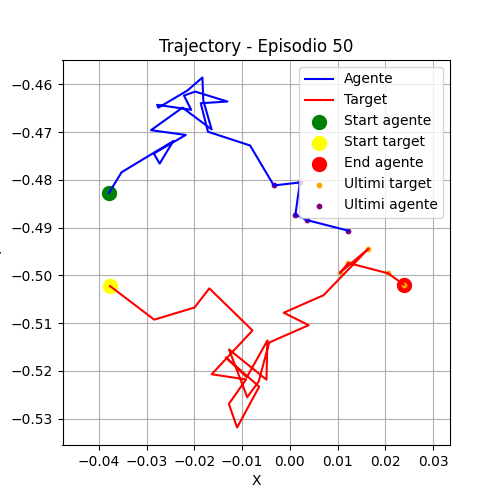 Trajectory - Episodio 50
Agente
Target
Start agente
Start target
End agente
Ultimi target
Ultimi agente
−0.46
−0.47
−0.48
−0.49
−0.50
−0.51
−0.52
−0.53
−0.04 −0.03 −0.02 −0.01 0.00 0.01 0.02 0.03
X